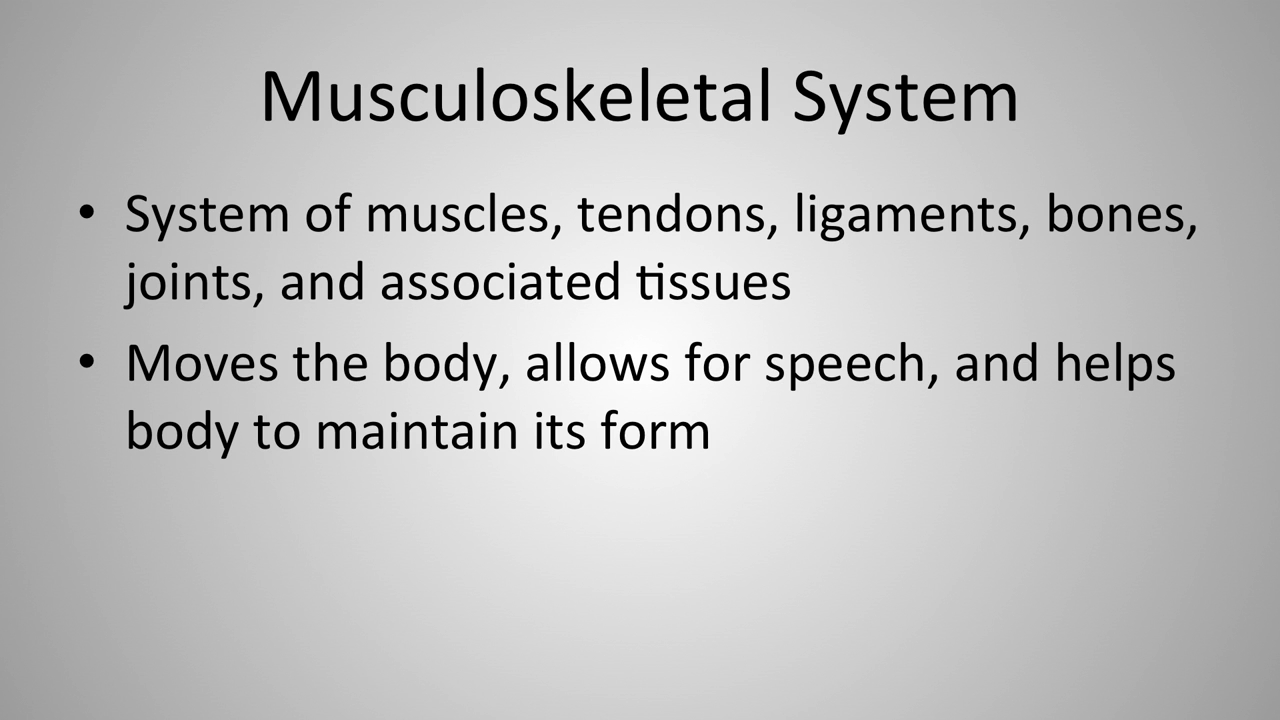 Musculoskeletal System
• System of muscles, tendons, ligaments, bones,
joints, and associated tissues
• Moves the body, allows for speech, and helps
body to maintain its form